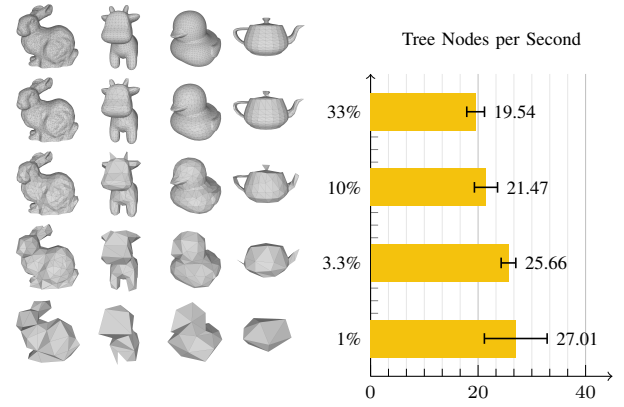 Tree Nodes per Second
33% 19.54
10% 21.47
3.3% 25.66
1% 27.01
0 20 40